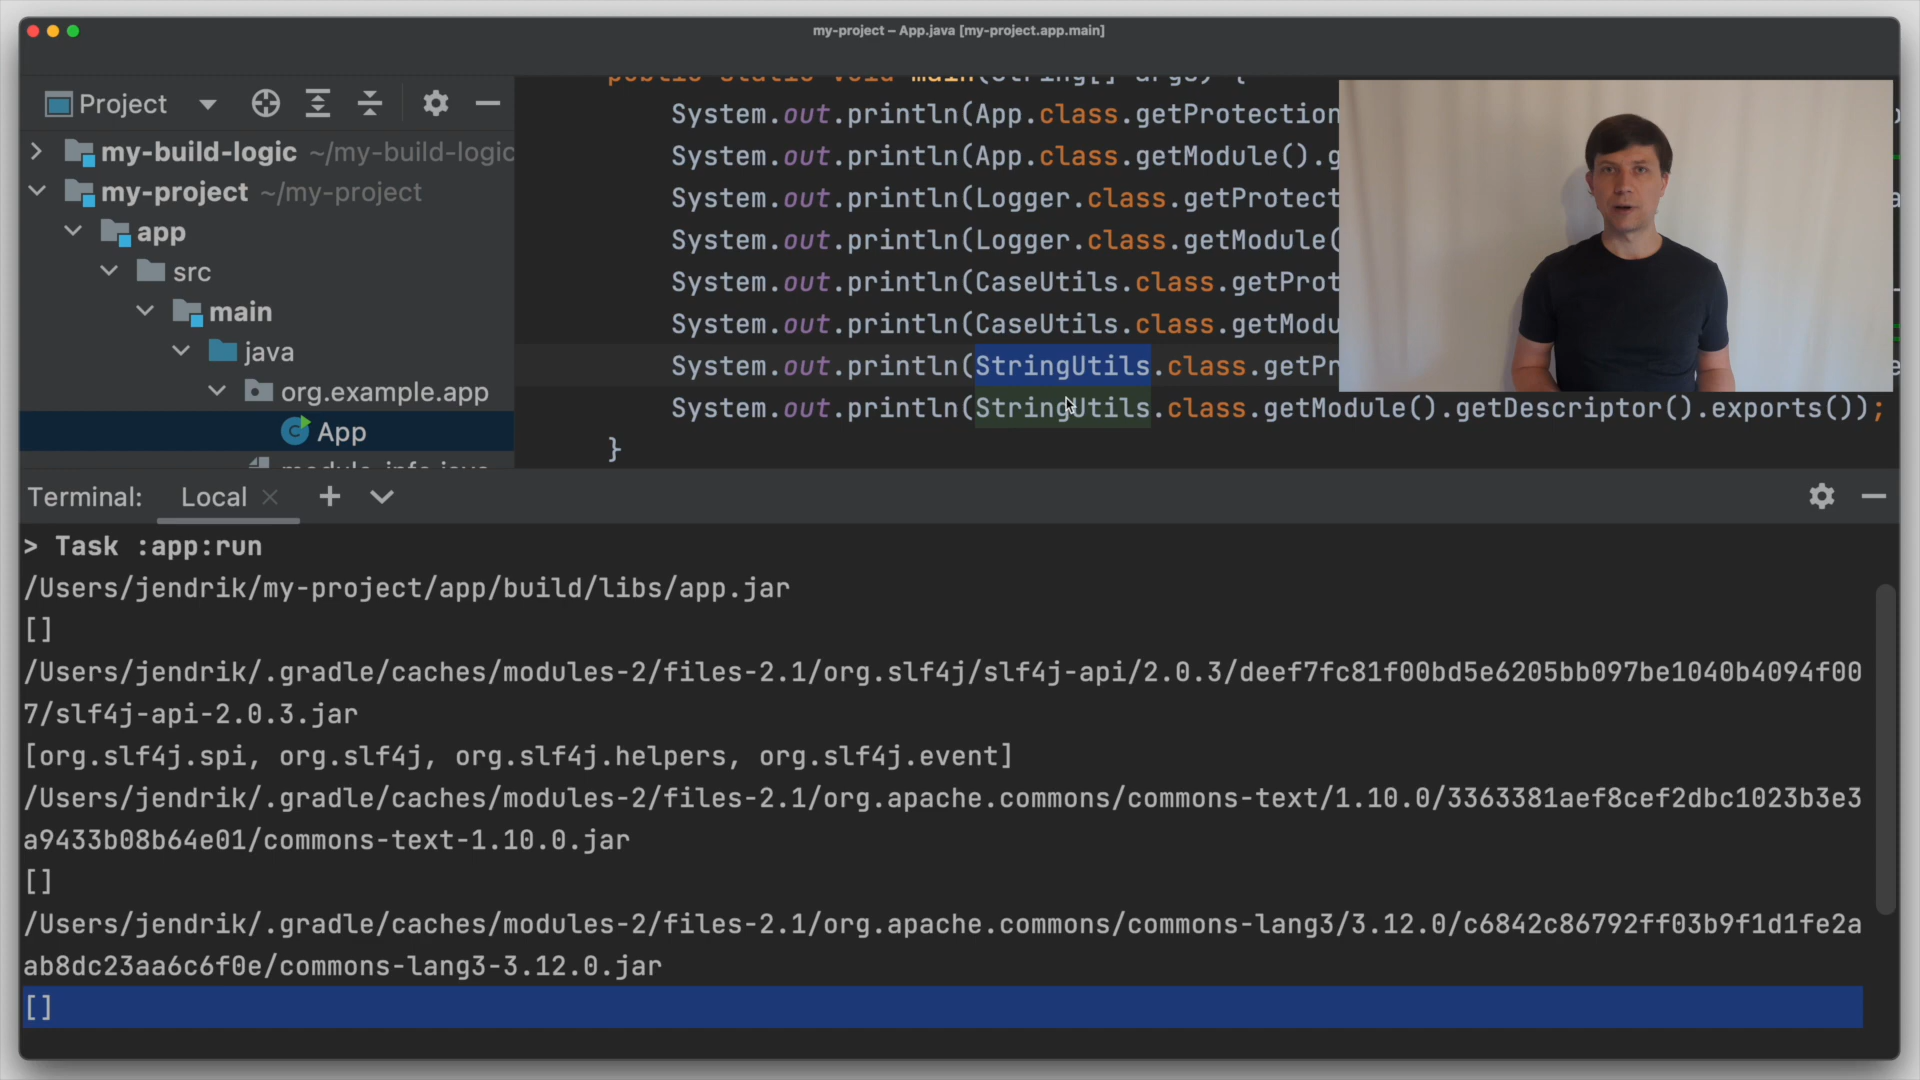 my-project – App.java [my-project.app.main]
Project
my-build-logic ~/my-build-logic
my-project ~/my-project
app
src
main
java
org.example.app
App
module-info.java
public static void main(String[] args) {
System.out.println(App.class.getProtection
System.out.println(App.class.getModule().g
System.out.println(Logger.class.getProtect
System.out.println(Logger.class.getModule(
System.out.println(CaseUtils.class.getProt
System.out.println(CaseUtils.class.getModu
System.out.println(StringUtils.class.getPr
System.out.println(StringUtils.class.getModule().getDescriptor().exports());
}
Terminal: Local
> Task :app:run
/Users/jendrik/my-project/app/build/libs/app.jar
[]
/Users/jendrik/.gradle/caches/modules-2/files-2.1/org.slf4j/slf4j-api/2.0.3/deef7fc81f00bd5e6205bb097be1040b4094f00
7/slf4j-api-2.0.3.jar
[org.slf4j.spi, org.slf4j, org.slf4j.helpers, org.slf4j.event]
/Users/jendrik/.gradle/caches/modules-2/files-2.1/org.apache.commons/commons-text/1.10.0/3363381aef8cef2dbc1023b3e3
a9433b08b64e01/commons-text-1.10.0.jar
[]
/Users/jendrik/.gradle/caches/modules-2/files-2.1/org.apache.commons/commons-lang3/3.12.0/c6842c86792ff03b9f1d1fe2a
ab8dc23aa6c6f0e/commons-lang3-3.12.0.jar
[]